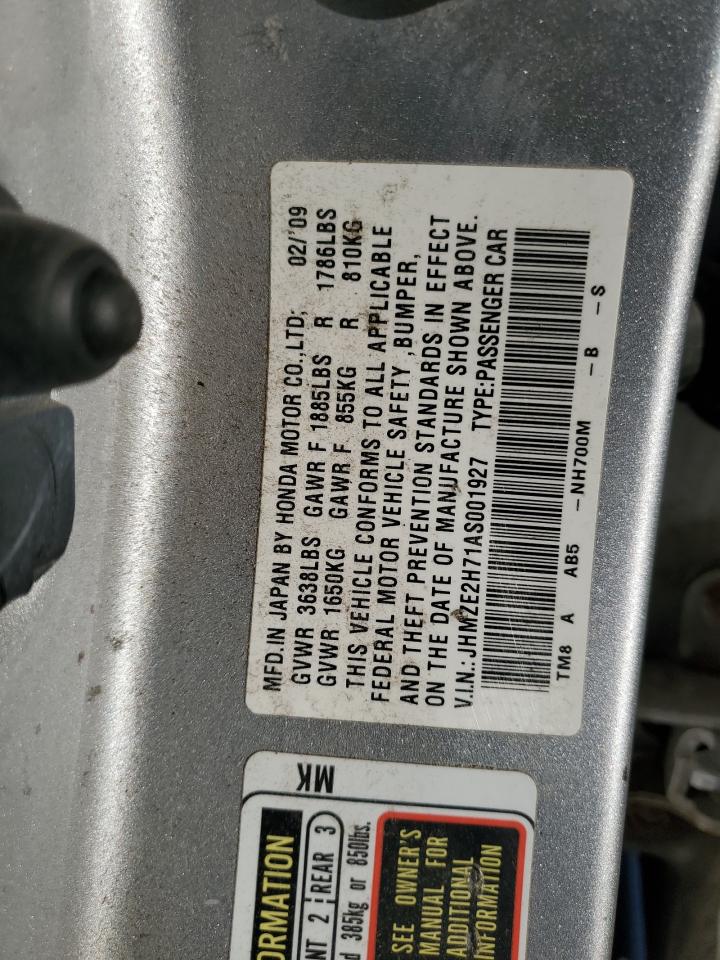 MFD.IN JAPAN BY HONDA MOTOR CO.,LTD; 02/'09
GVWR 3638LBS GAWR F 1885LBS R 1786LBS
GVWR 1650KG GAWR F 855KG R 810KG
THIS VEHICLE CONFORMS TO ALL APPLICABLE
FEDERAL MOTOR VEHICLE SAFETY ,BUMPER,
AND THEFT PREVENTION STANDARDS IN EFFECT
ON THE DATE OF MANUFACTURE SHOWN ABOVE.
V.I.N.: JHMZE2H71AS001927 TYPE:PASSENGER CAR
TM8 A AB5 -NH700M -B -S
MK
ORMATION
NT 2 REAR 3
d 385kg or 850lbs.
SEE OWNER'S
MANUAL FOR
ADDITIONAL
INFORMATION